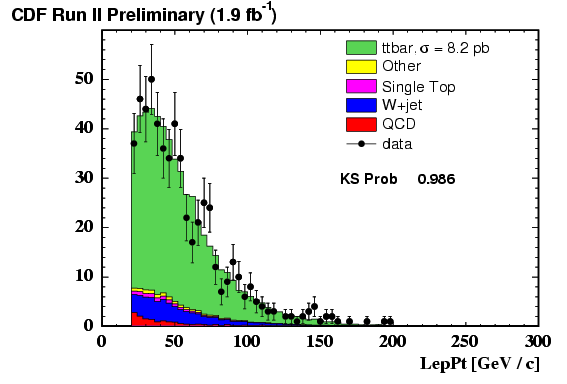 CDF Run II Preliminary (1.9 fb⁻¹)
ttbar. σ = 8.2 pb
Other
Single Top
W+jet
QCD
data
KS Prob 0.986
50
40
30
20
10
0
0 50 100 150 200 250 300
LepPt [GeV / c]